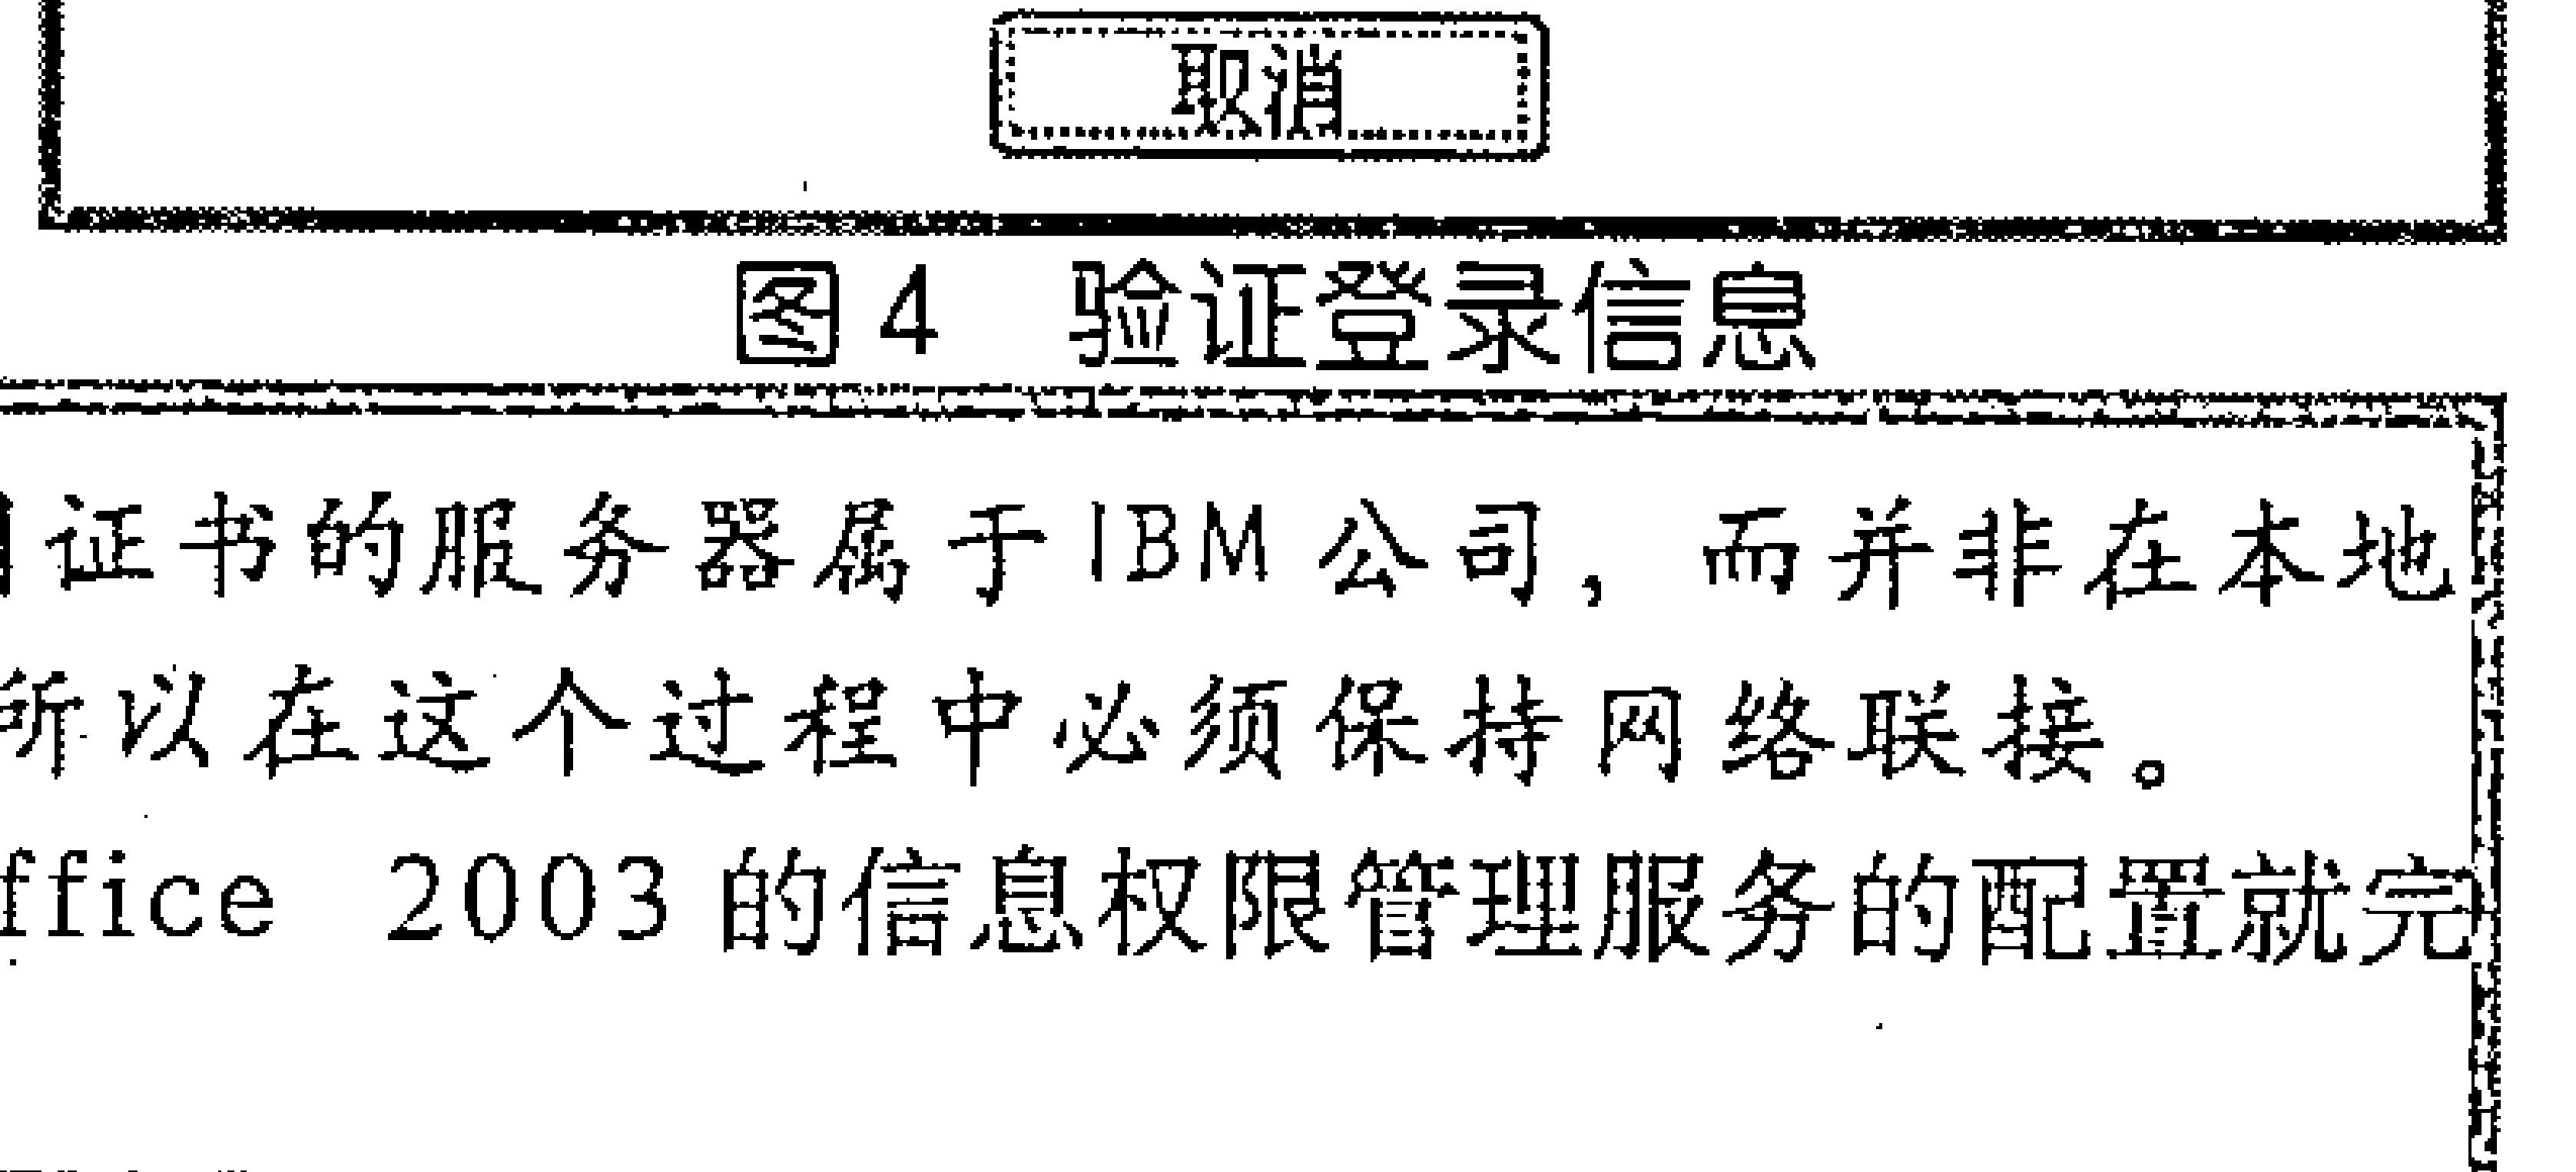 取消
图4 验证登录信息
证书的服务器属于IBM公司，而并非在本地
所以在这个过程中必须保持网络联接。
ffice 2003的信息权限管理服务的配置就完